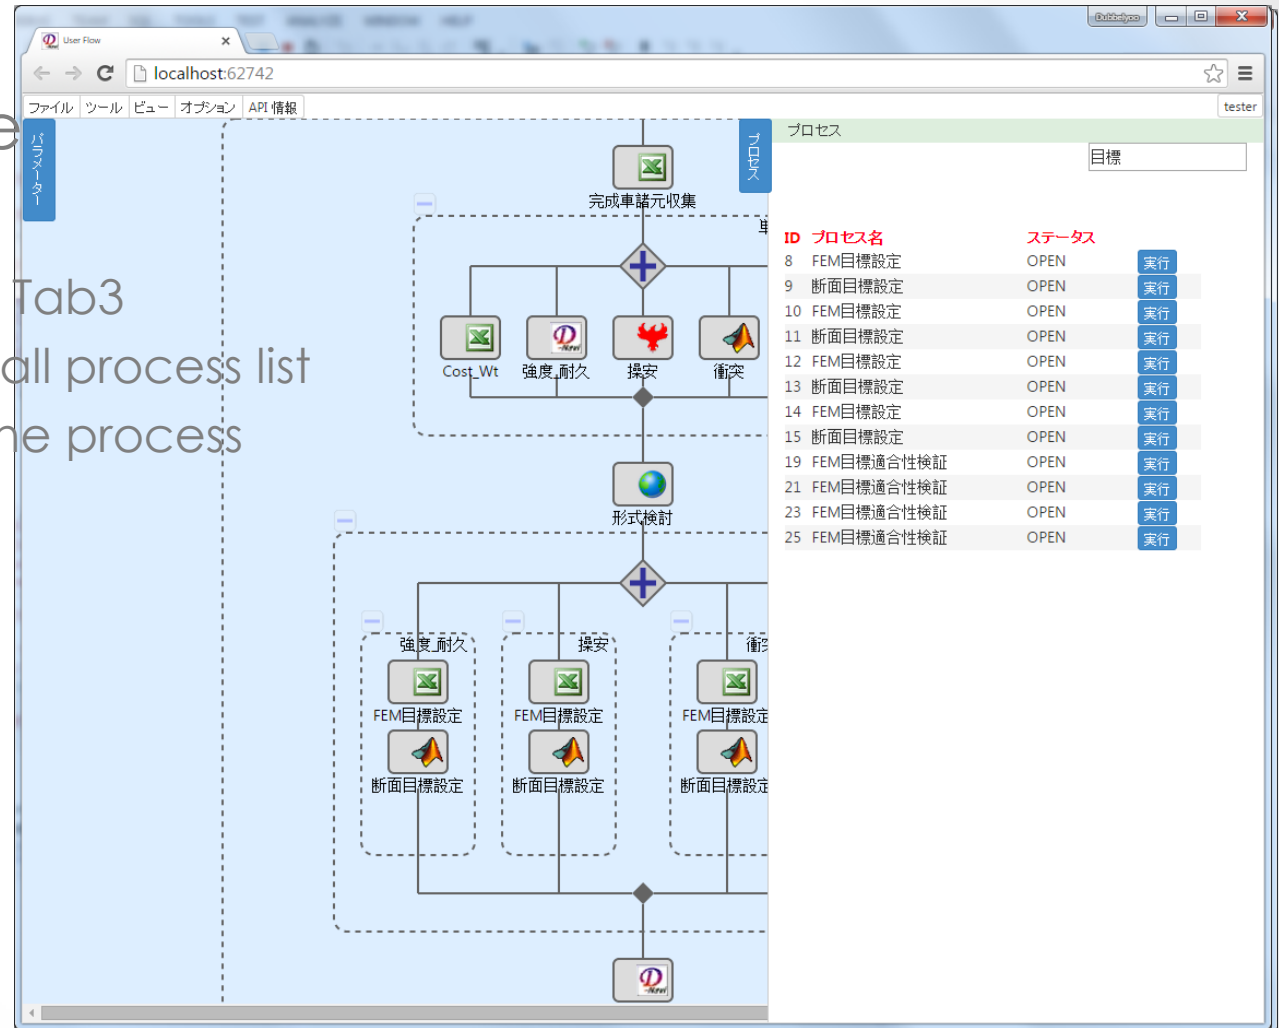 Dubbelyoo
User Flow
localhost:62742
ファイル ツール ビュー オプション API 情報
tester
パラメーター
プロセス
プロセス
目標
Tab3
all process list
process
完成車諸元収集
Cost_Wt 強度_耐久 操安 衝突
形式検討
強度_耐久 操安
FEM目標設定 FEM目標設定 FEM目標設定
断面目標設定 断面目標設定 断面目標設定
ID プロセス名 ステータス
8 FEM目標設定 OPEN 実行
9 断面目標設定 OPEN 実行
10 FEM目標設定 OPEN 実行
11 断面目標設定 OPEN 実行
12 FEM目標設定 OPEN 実行
13 断面目標設定 OPEN 実行
14 FEM目標設定 OPEN 実行
15 断面目標設定 OPEN 実行
19 FEM目標適合性検証 OPEN 実行
21 FEM目標適合性検証 OPEN 実行
23 FEM目標適合性検証 OPEN 実行
25 FEM目標適合性検証 OPEN 実行